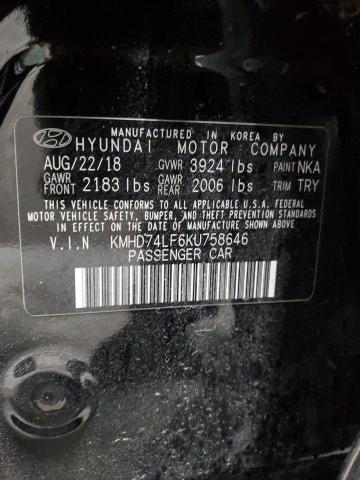 MANUFACTURED IN KOREA BY
HYUNDAI MOTOR COMPANY
AUG/22/18 GVWR 3924 lbs PAINT NKA
GAWR FRONT 2183 lbs GAWR REAR 2006 lbs TRIM TRY
THIS VEHICLE CONFORMS TO ALL APPLICABLE U.S.A. FEDERAL
MOTOR VEHICLE SAFETY, BUMPER, AND THEFT PREVENTION STANDARDS
IN EFFECT ON THE DATE OF MANUFACTURE SHOWN ABOVE.
V.I.N KMHD74LF6KU758646
PASSENGER CAR